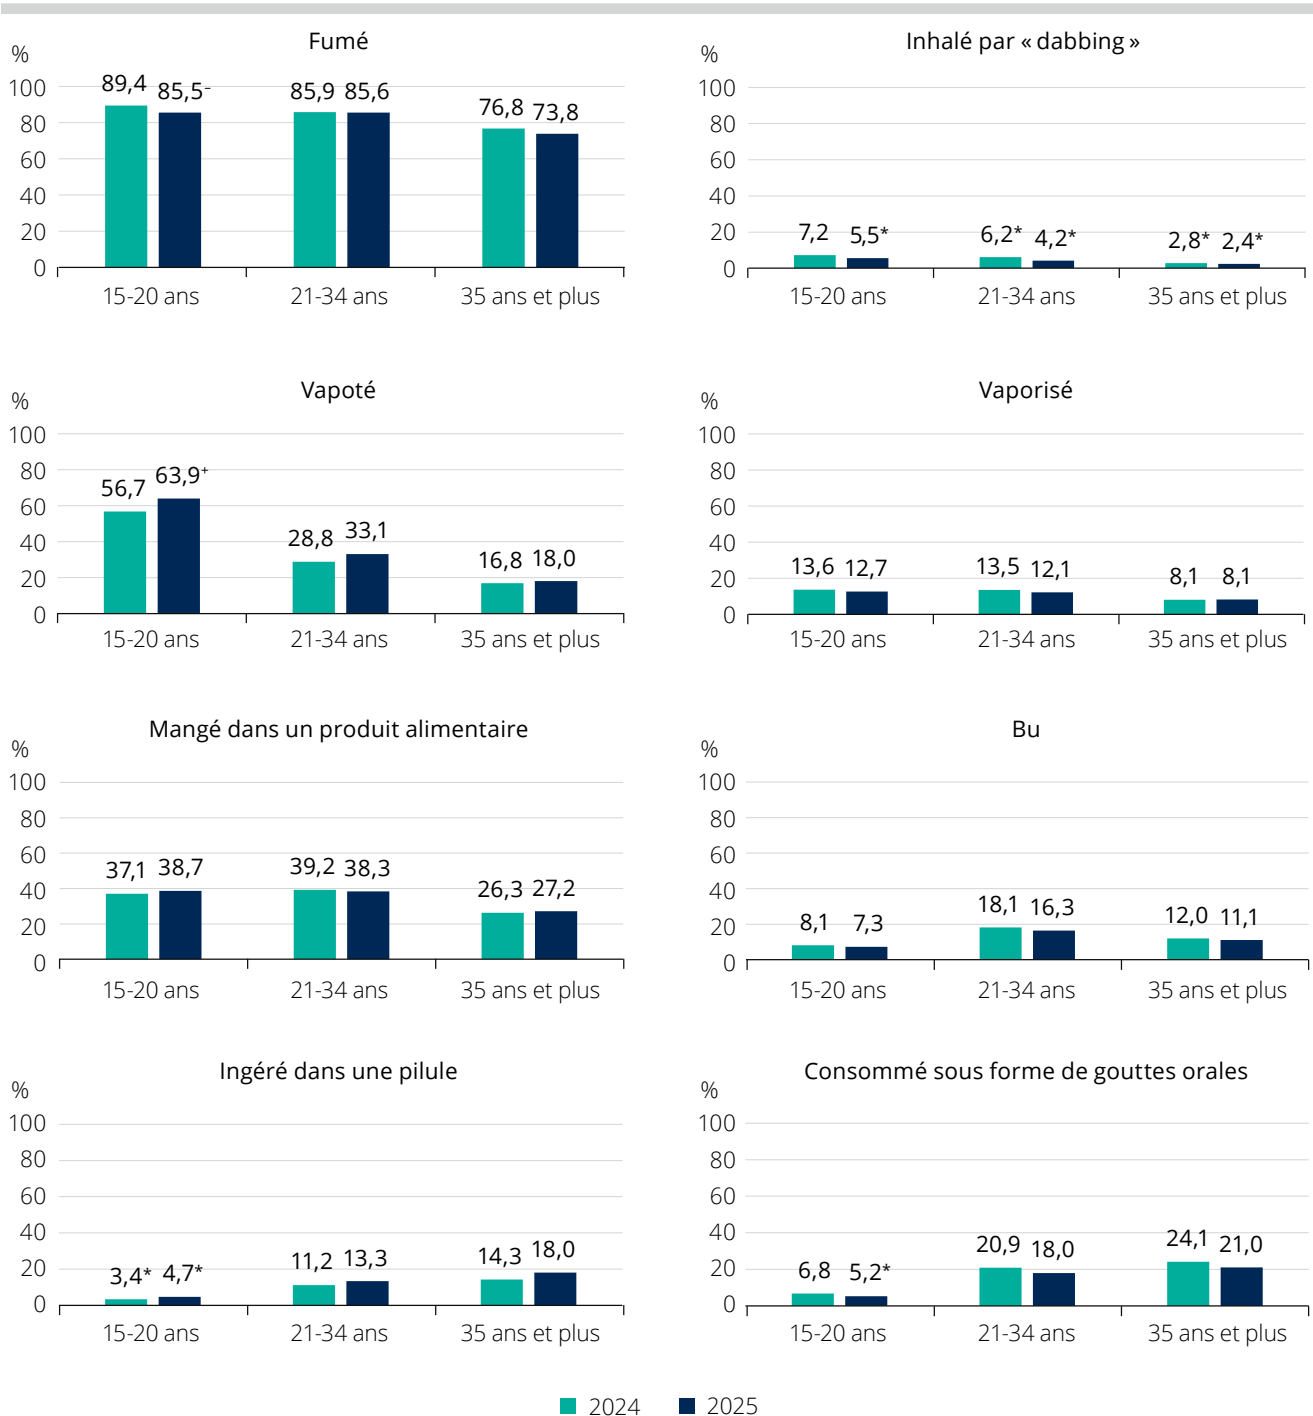 Fumé
%
100
80
60
40
20
0
89,4 85,5⁻ 85,9 85,6 76,8 73,8
15-20 ans 21-34 ans 35 ans et plus
Inhalé par « dabbing »
%
100
80
60
40
20
0
7,2 5,5* 6,2* 4,2* 2,8* 2,4*
15-20 ans 21-34 ans 35 ans et plus
Vapoté
%
100
80
60
40
20
0
56,7 63,9⁺ 28,8 33,1 16,8 18,0
15-20 ans 21-34 ans 35 ans et plus
Vaporisé
%
100
80
60
40
20
0
13,6 12,7 13,5 12,1 8,1 8,1
15-20 ans 21-34 ans 35 ans et plus
Mangé dans un produit alimentaire
%
100
80
60
40
20
0
37,1 38,7 39,2 38,3 26,3 27,2
15-20 ans 21-34 ans 35 ans et plus
Bu
%
100
80
60
40
20
0
8,1 7,3 18,1 16,3 12,0 11,1
15-20 ans 21-34 ans 35 ans et plus
Ingéré dans une pilule
%
100
80
60
40
20
0
3,4* 4,7* 11,2 13,3 14,3 18,0
15-20 ans 21-34 ans 35 ans et plus
Consommé sous forme de gouttes orales
%
100
80
60
40
20
0
6,8 5,2* 20,9 18,0 24,1 21,0
15-20 ans 21-34 ans 35 ans et plus
2024 2025